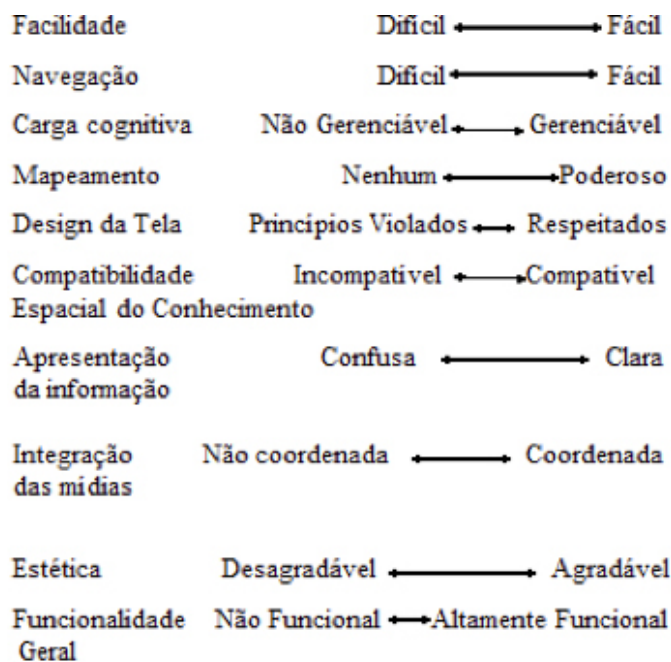 Facilidade Difícil Fácil
Navegação Difícil Fácil
Carga cognitiva Não Gerenciável Gerenciável
Mapeamento Nenhum Poderoso
Design da Tela Princípios Violados Respeitados
Compatibilidade Incompatível Compatível
Espacial do Conhecimento
Apresentação Confusa Clara
da informação
Integração Não coordenada Coordenada
das mídias
Estética Desagradável Agradável
Funcionalidade Não Funcional Altamente Funcional
Geral